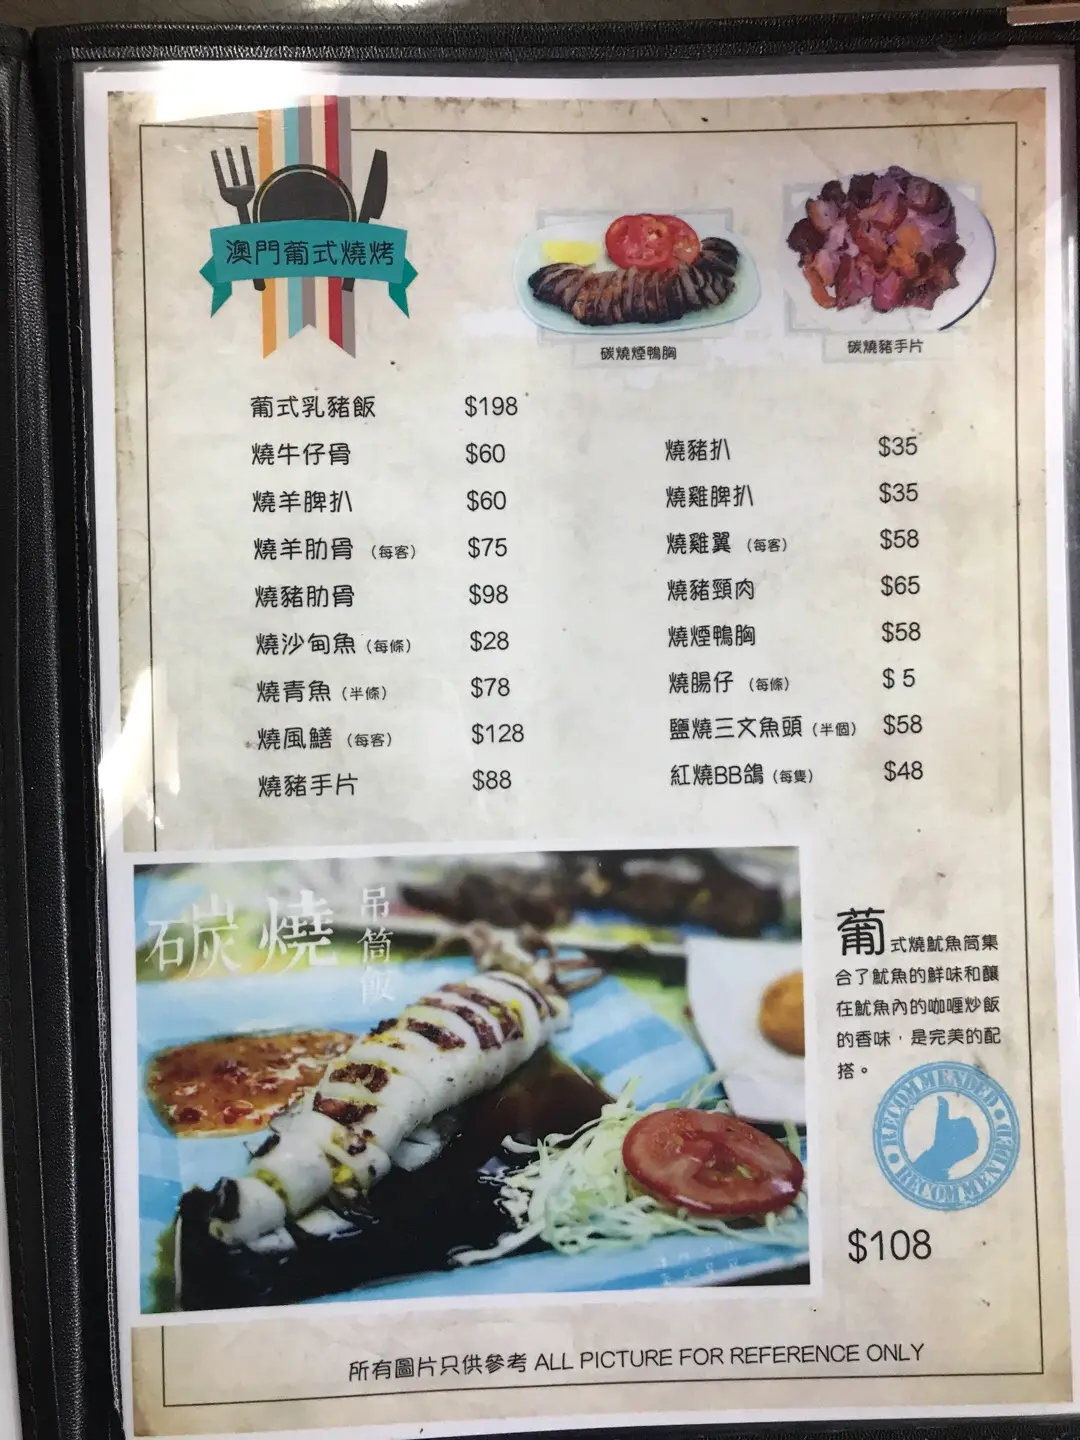 澳門葡式燒烤
碳燒煙鴨胸
碳燒豬手片
葡式乳豬飯 $198
燒牛仔骨 $60
燒羊脾扒 $60
燒羊肋骨 (每客) $75
燒豬肋骨 $98
燒沙甸魚 (每條) $28
燒青魚 (半條) $78
燒風鱔 (每客) $128
燒豬手片 $88
燒豬扒 $35
燒雞脾扒 $35
燒雞翼 (每客) $58
燒豬頸肉 $65
燒煙鴨胸 $58
燒腸仔 (每條) $ 5
鹽燒三文魚頭 (半個) $58
紅燒BB鴿 (每隻) $48
碳燒吊筒飯
葡式燒魷魚筒集
合了魷魚的鮮味和釀
在魷魚內的咖喱炒飯
的香味，是完美的配
搭。
RECOMMENDED
RECOMMENDED
$108
所有圖片只供參考 ALL PICTURE FOR REFERENCE ONLY